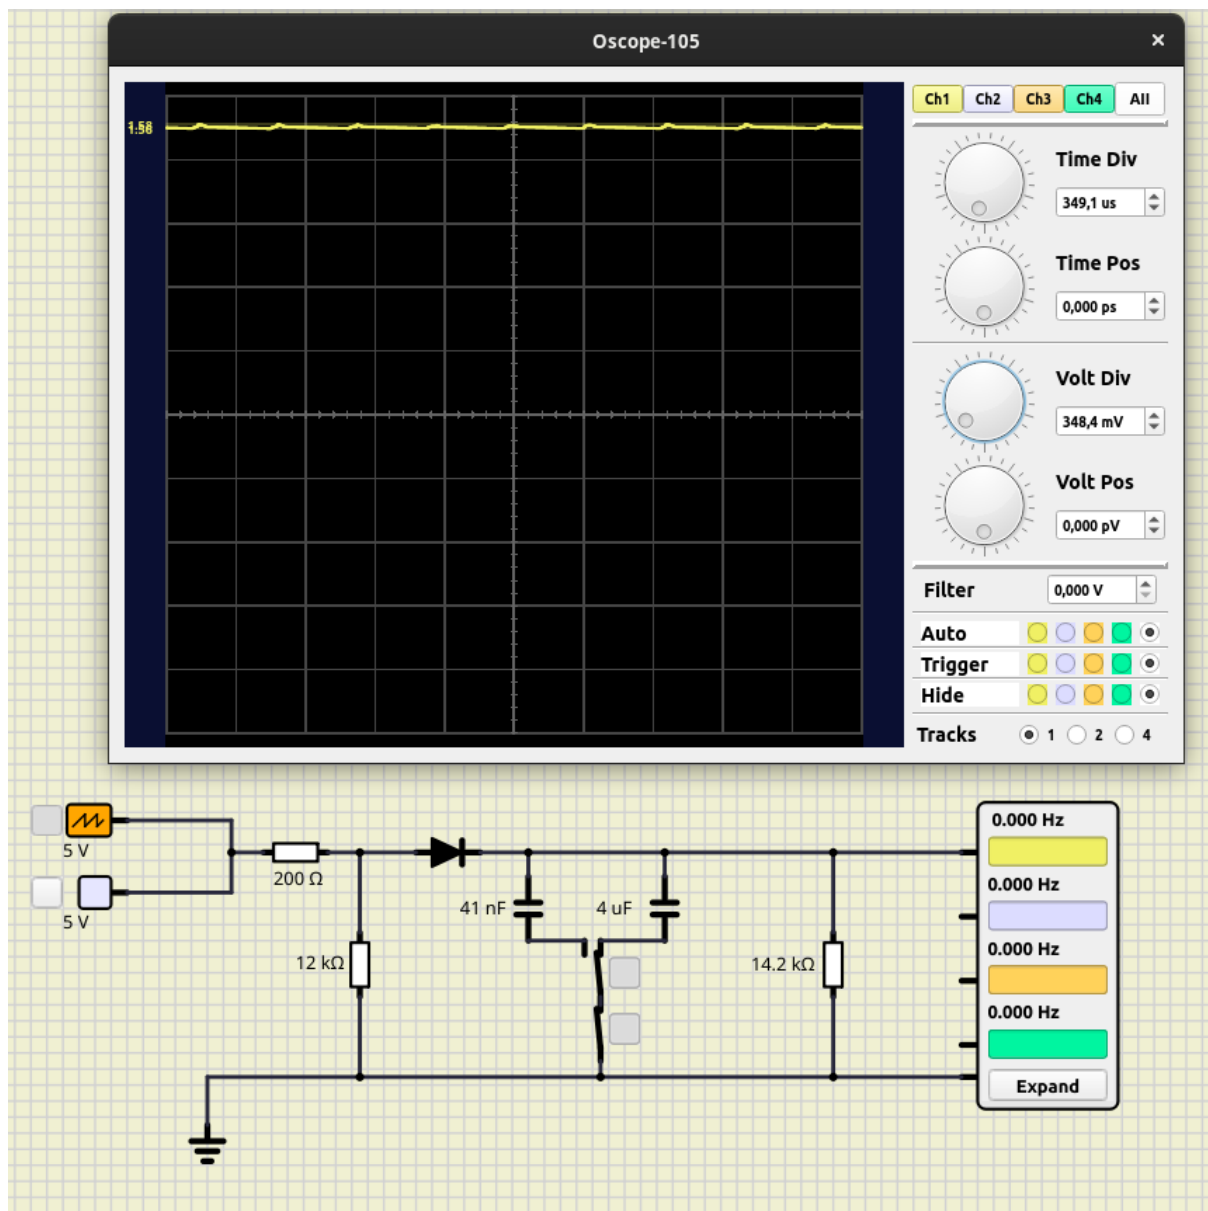 Oscope-105
×
Ch1 Ch2 Ch3 Ch4 All
Time Div
349,1 us
Time Pos
0,000 ps
Volt Div
348,4 mV
Volt Pos
0,000 pV
Filter 0,000 V
Auto
Trigger
Hide
Tracks 1 2 4
5 V
5 V
200 Ω
12 kΩ
41 nF
4 uF
14.2 kΩ
0.000 Hz
0.000 Hz
0.000 Hz
0.000 Hz
Expand